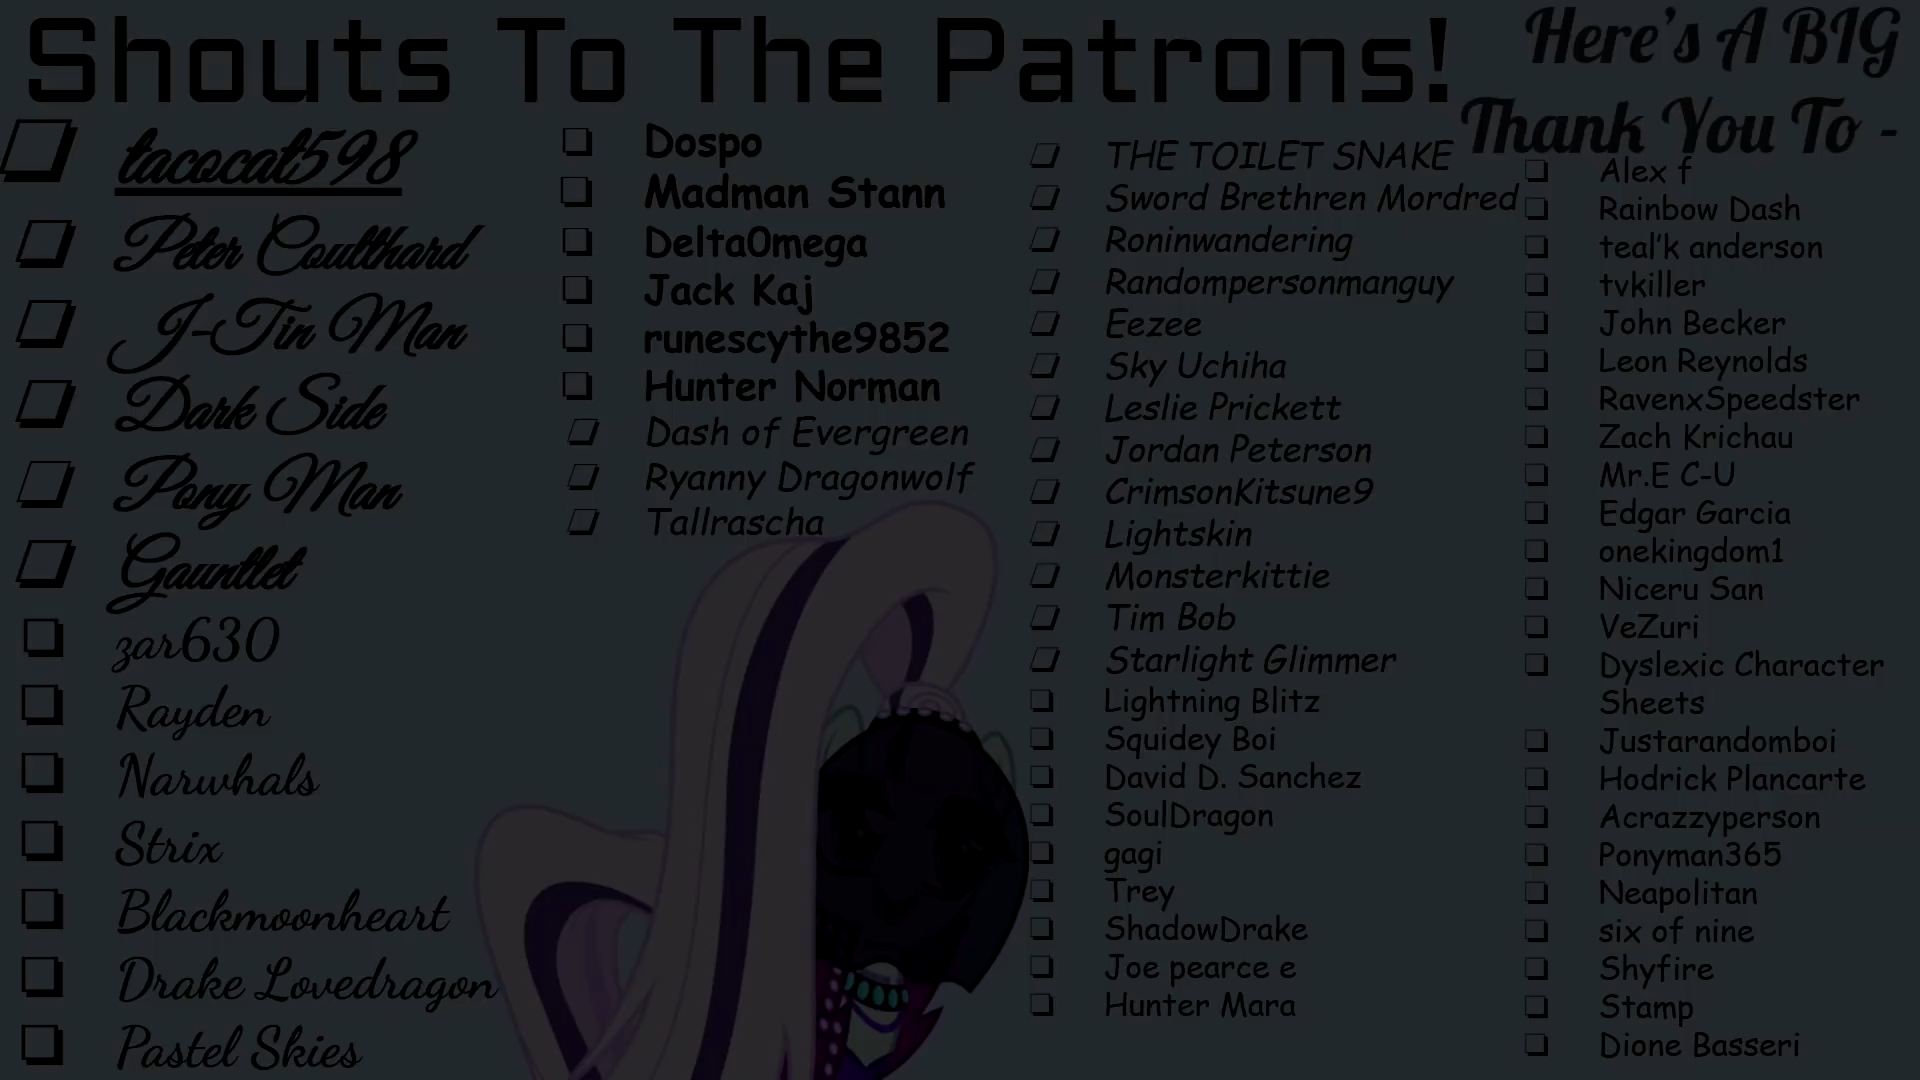 Shouts To The Patrons!
Here's A BIG
Thank You To -
tacocat598
Peter Coulthard
J-Tin Man
Dark Side
Pony Man
Gauntlet
zar630
Rayden
Narwhals
Strix
Blackmoonheart
Drake Lovedragon
Pastel Skies
Dospo
Madman Stann
Delta0mega
Jack Kaj
runescythe9852
Hunter Norman
Dash of Evergreen
Ryanny Dragonwolf
Tallrascha
THE TOILET SNAKE
Sword Brethren Mordred
Roninwandering
Randompersonmanguy
Eezee
Sky Uchiha
Leslie Prickett
Jordan Peterson
CrimsonKitsune9
Lightskin
Monsterkittie
Tim Bob
Starlight Glimmer
Lightning Blitz
Squidey Boi
David D. Sanchez
SoulDragon
gagi
Trey
ShadowDrake
Joe pearce e
Hunter Mara
Alex f
Rainbow Dash
teal'k anderson
tvkiller
John Becker
Leon Reynolds
RavenxSpeedster
Zach Krichau
Mr.E C-U
Edgar Garcia
onekingdom1
Niceru San
VeZuri
Dyslexic Character
Sheets
Justarandomboi
Hodrick Plancarte
Acrazzyperson
Ponyman365
Neapolitan
six of nine
Shyfire
Stamp
Dione Basseri